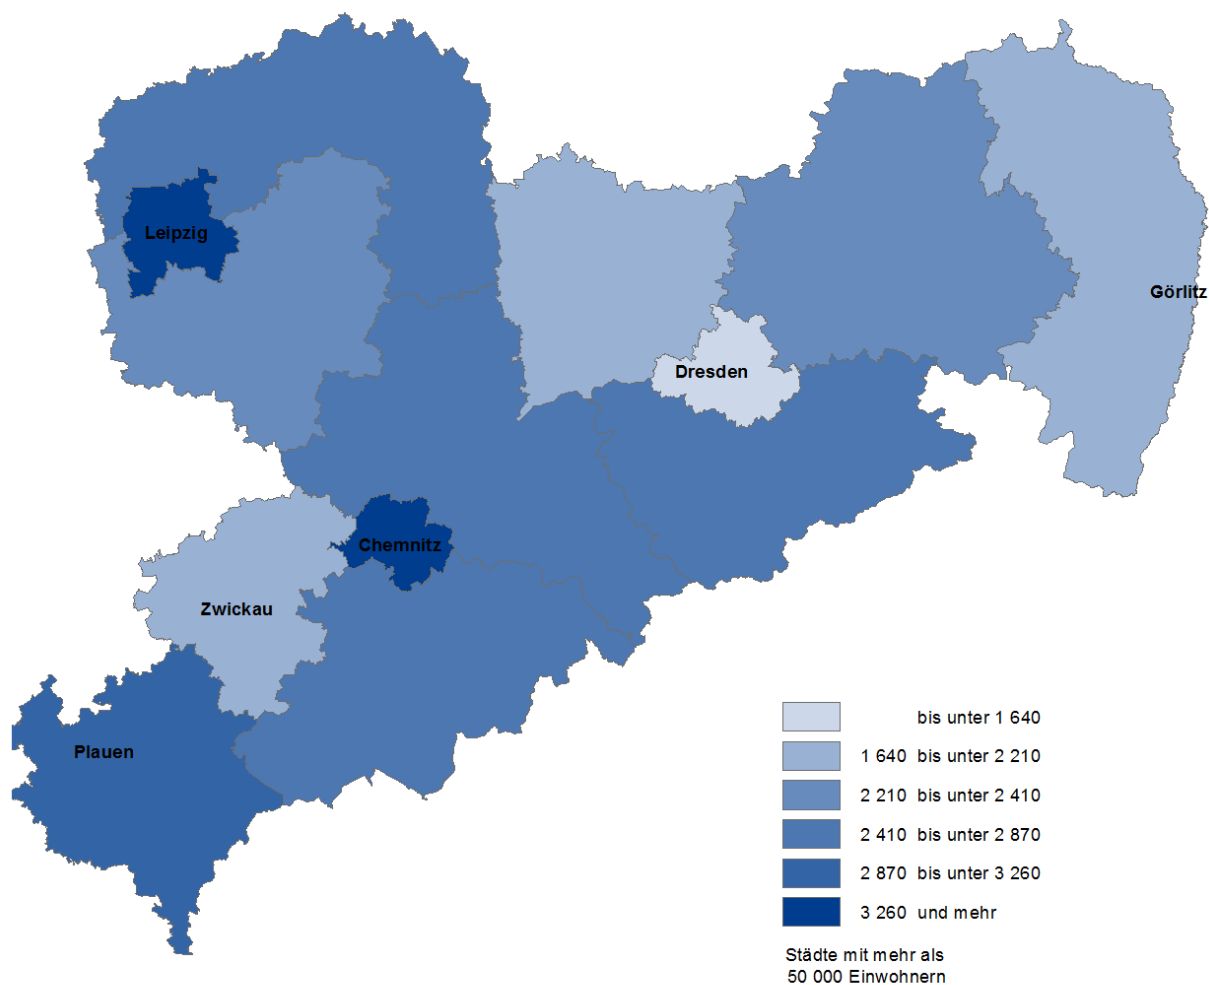 Leipzig
Görlitz
Dresden
Chemnitz
Zwickau
Plauen
bis unter 1 640
1 640 bis unter 2 210
2 210 bis unter 2 410
2 410 bis unter 2 870
2 870 bis unter 3 260
3 260 und mehr
Städte mit mehr als
50 000 Einwohnern